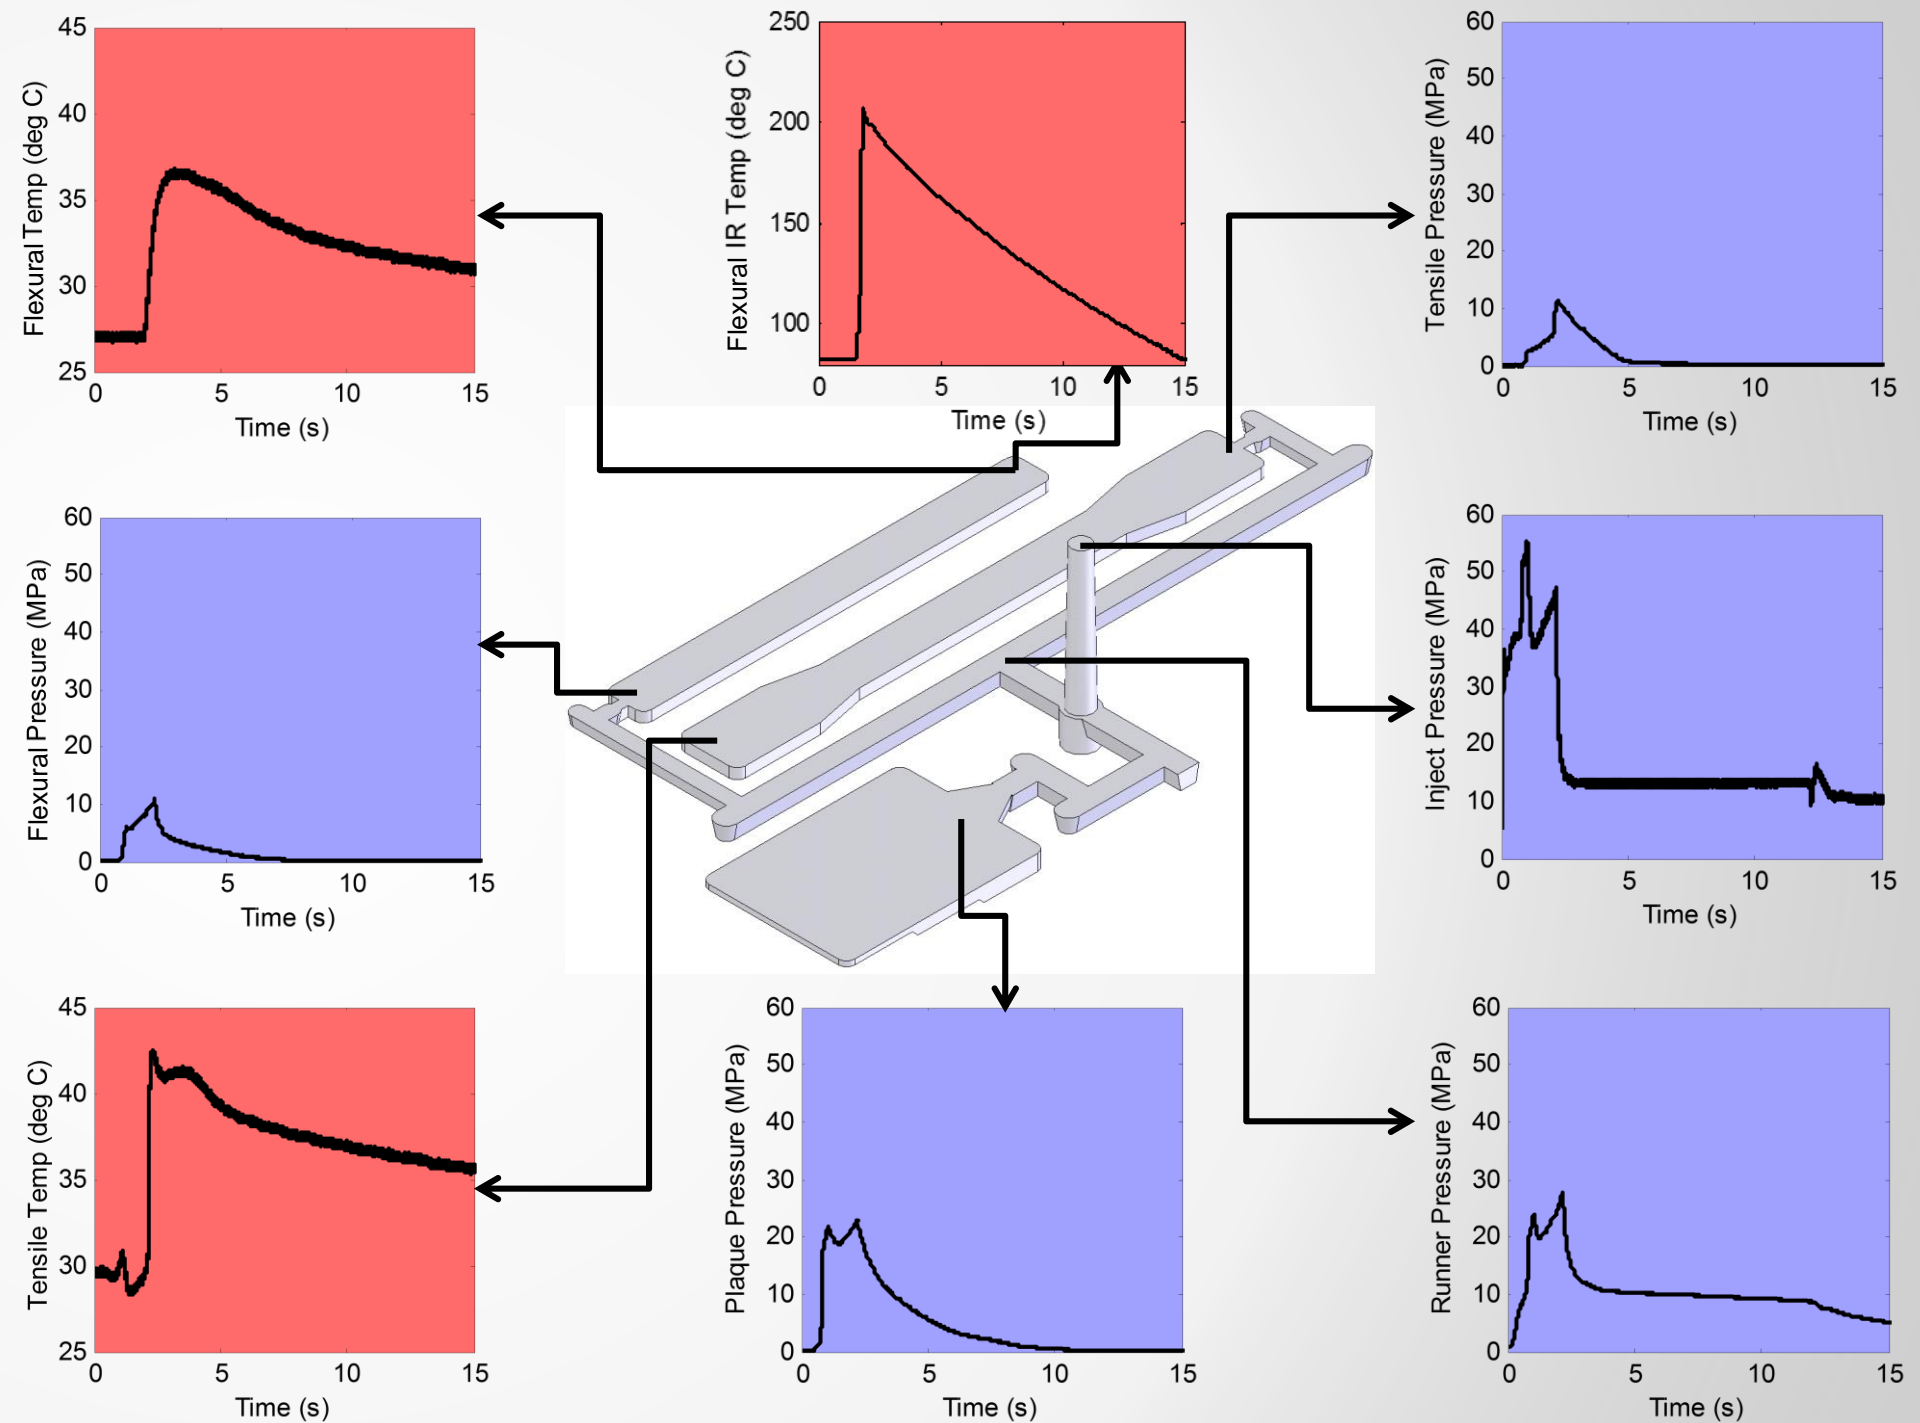 Flexural Temp (deg C)
45
40
35
30
25
0 5 10 15
Time (s)
Flexural IR Temp (deg C)
250
200
150
100
0 5 10 15
Time (s)
Tensile Pressure (MPa)
60
50
40
30
20
10
0
0 5 10 15
Time (s)
Flexural Pressure (MPa)
60
50
40
30
20
10
0
0 5 10 15
Time (s)
Inject Pressure (MPa)
60
50
40
30
20
10
0
0 5 10 15
Time (s)
Tensile Temp (deg C)
45
40
35
30
25
0 5 10 15
Time (s)
Plaque Pressure (MPa)
60
50
40
30
20
10
0
0 5 10 15
Time (s)
Runner Pressure (MPa)
60
50
40
30
20
10
0
0 5 10 15
Time (s)